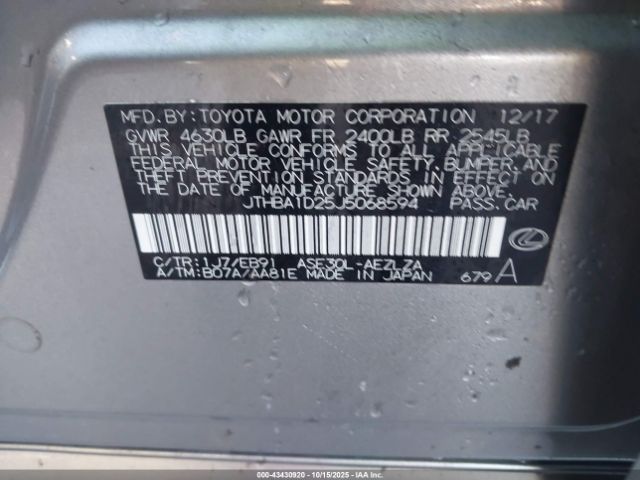 MFD.BY:TOYOTA MOTOR CORPORATION 12/17
GVWR 4630LB GAWR FR 2400LB RR 2545LB
THIS VEHICLE CONFORMS TO ALL APPLICABLE
FEDERAL MOTOR VEHICLE SAFETY, BUMPER, AND
THEFT PREVENTION STANDARDS IN EFFECT
ON THE DATE OF MANUFACTURE SHOWN ABOVE.
JTHBA1D25J5068594 PASS.CAR
C/TR:1J7/EB91 ASE30L-AEZLZA
A/TM:B07A/AA81E MADE IN JAPAN 679A
000-43430920 - 10/15/2025 - COPYRIGHT IAA, LLC.